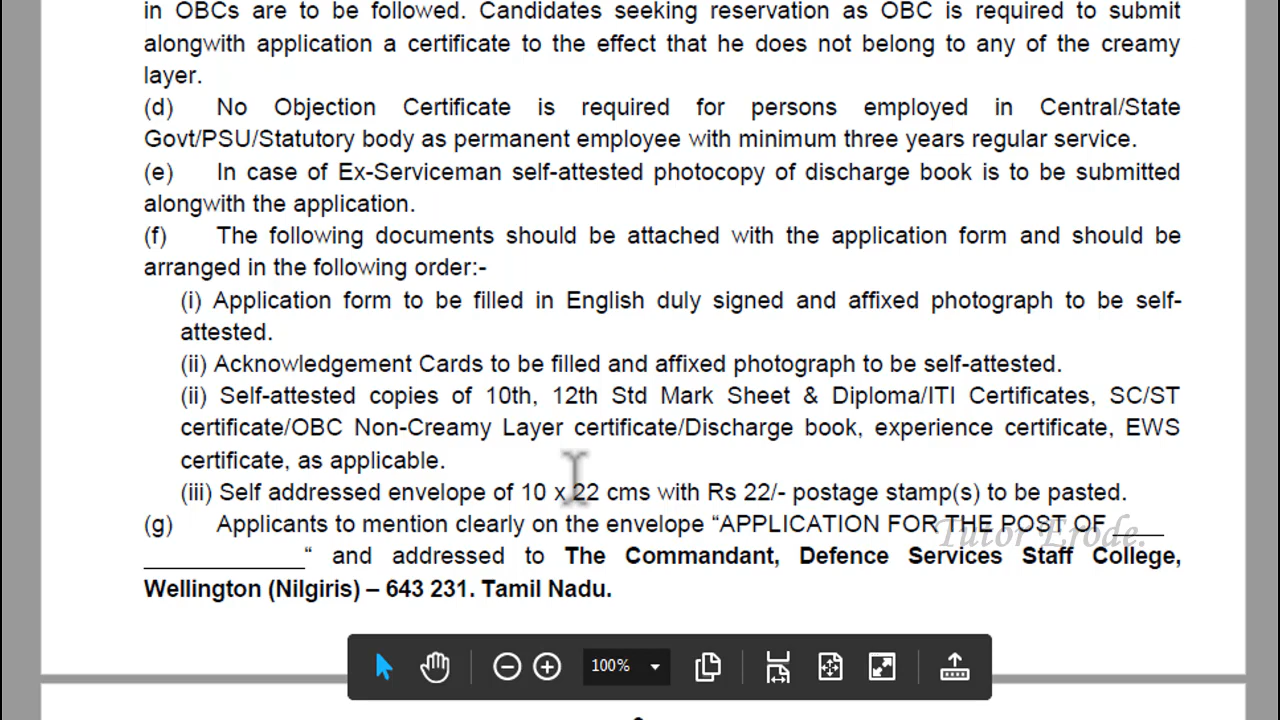 in OBCs are to be followed. Candidates seeking reservation as OBC is required to submit
alongwith application a certificate to the effect that he does not belong to any of the creamy
layer.
(d) No Objection Certificate is required for persons employed in Central/State
Govt/PSU/Statutory body as permanent employee with minimum three years regular service.
(e) In case of Ex-Serviceman self-attested photocopy of discharge book is to be submitted
alongwith the application.
(f) The following documents should be attached with the application form and should be
arranged in the following order:-
(i) Application form to be filled in English duly signed and affixed photograph to be self-
attested.
(ii) Acknowledgement Cards to be filled and affixed photograph to be self-attested.
(ii) Self-attested copies of 10th, 12th Std Mark Sheet & Diploma/ITI Certificates, SC/ST
certificate/OBC Non-Creamy Layer certificate/Discharge book, experience certificate, EWS
certificate, as applicable.
(iii) Self addressed envelope of 10 x 22 cms with Rs 22/- postage stamp(s) to be pasted.
(g) Applicants to mention clearly on the envelope “APPLICATION FOR THE POST OF ____
Tutor Erode.
_____________“ and addressed to The Commandant, Defence Services Staff College,
Wellington (Nilgiris) – 643 231. Tamil Nadu.
100%